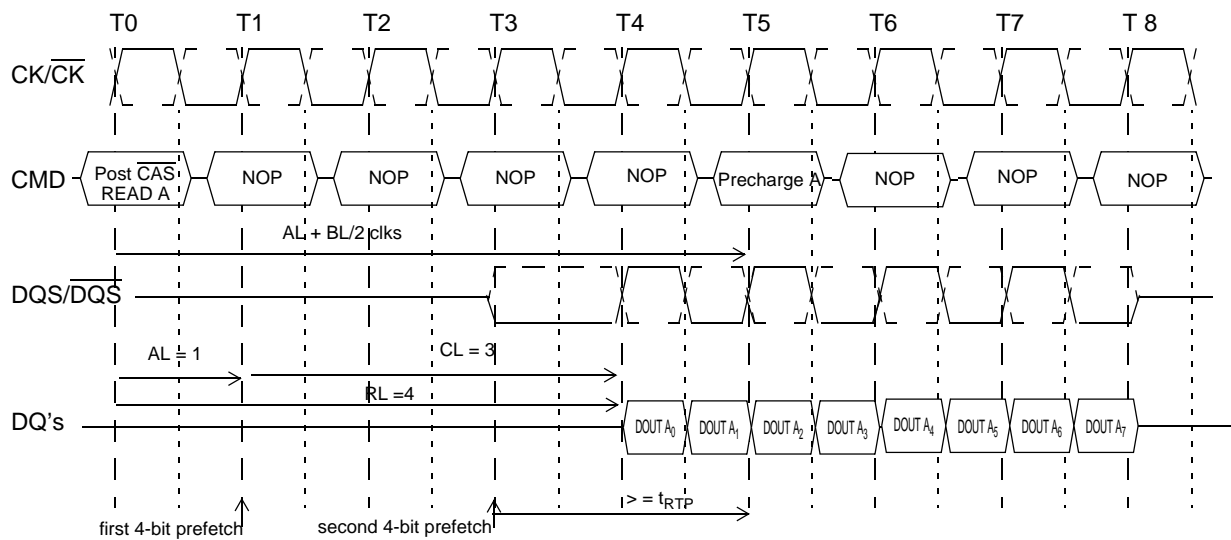 T0 T1 T2 T3 T4 T5 T6 T7 T 8
CK/CK
CMD
Post CAS
READ A
NOP
NOP
NOP
NOP
Precharge A
NOP
NOP
NOP
AL + BL/2 clks
DQS/DQS
AL = 1
CL = 3
RL =4
DQ's
DOUT A0
DOUT A1
DOUT A2
DOUT A3
DOUT A4
DOUT A5
DOUT A6
DOUT A7
> = tRTP
first 4-bit prefetch
second 4-bit prefetch